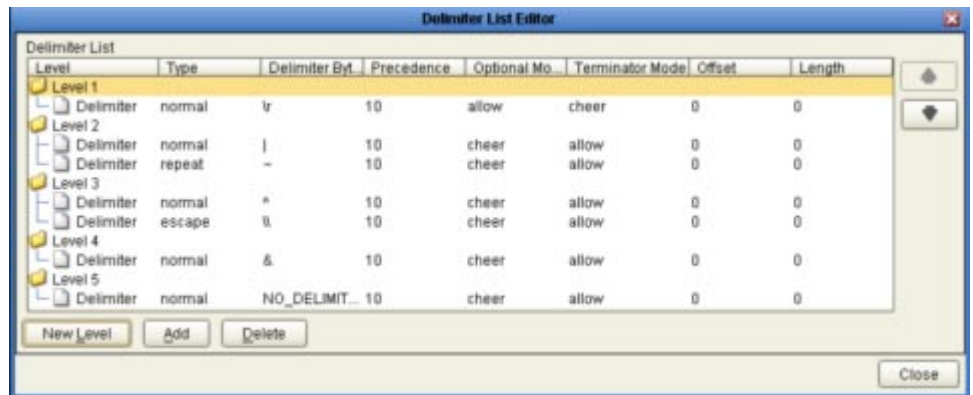 Delimiter List Editor
Delimiter List
Level Type Delimiter Byt... Precedence Optional Mo... Terminator Mode Offset Length
Level 1
Delimiter normal \r 10 allow cheer 0 0
Level 2
Delimiter normal | 10 cheer allow 0 0
Delimiter repeat ~ 10 cheer allow 0 0
Level 3
Delimiter normal ^ 10 cheer allow 0 0
Delimiter escape \\ 10 cheer allow 0 0
Level 4
Delimiter normal & 10 cheer allow 0 0
Level 5
Delimiter normal NO_DELIMIT... 10 cheer allow 0 0
New Level Add Delete
Close